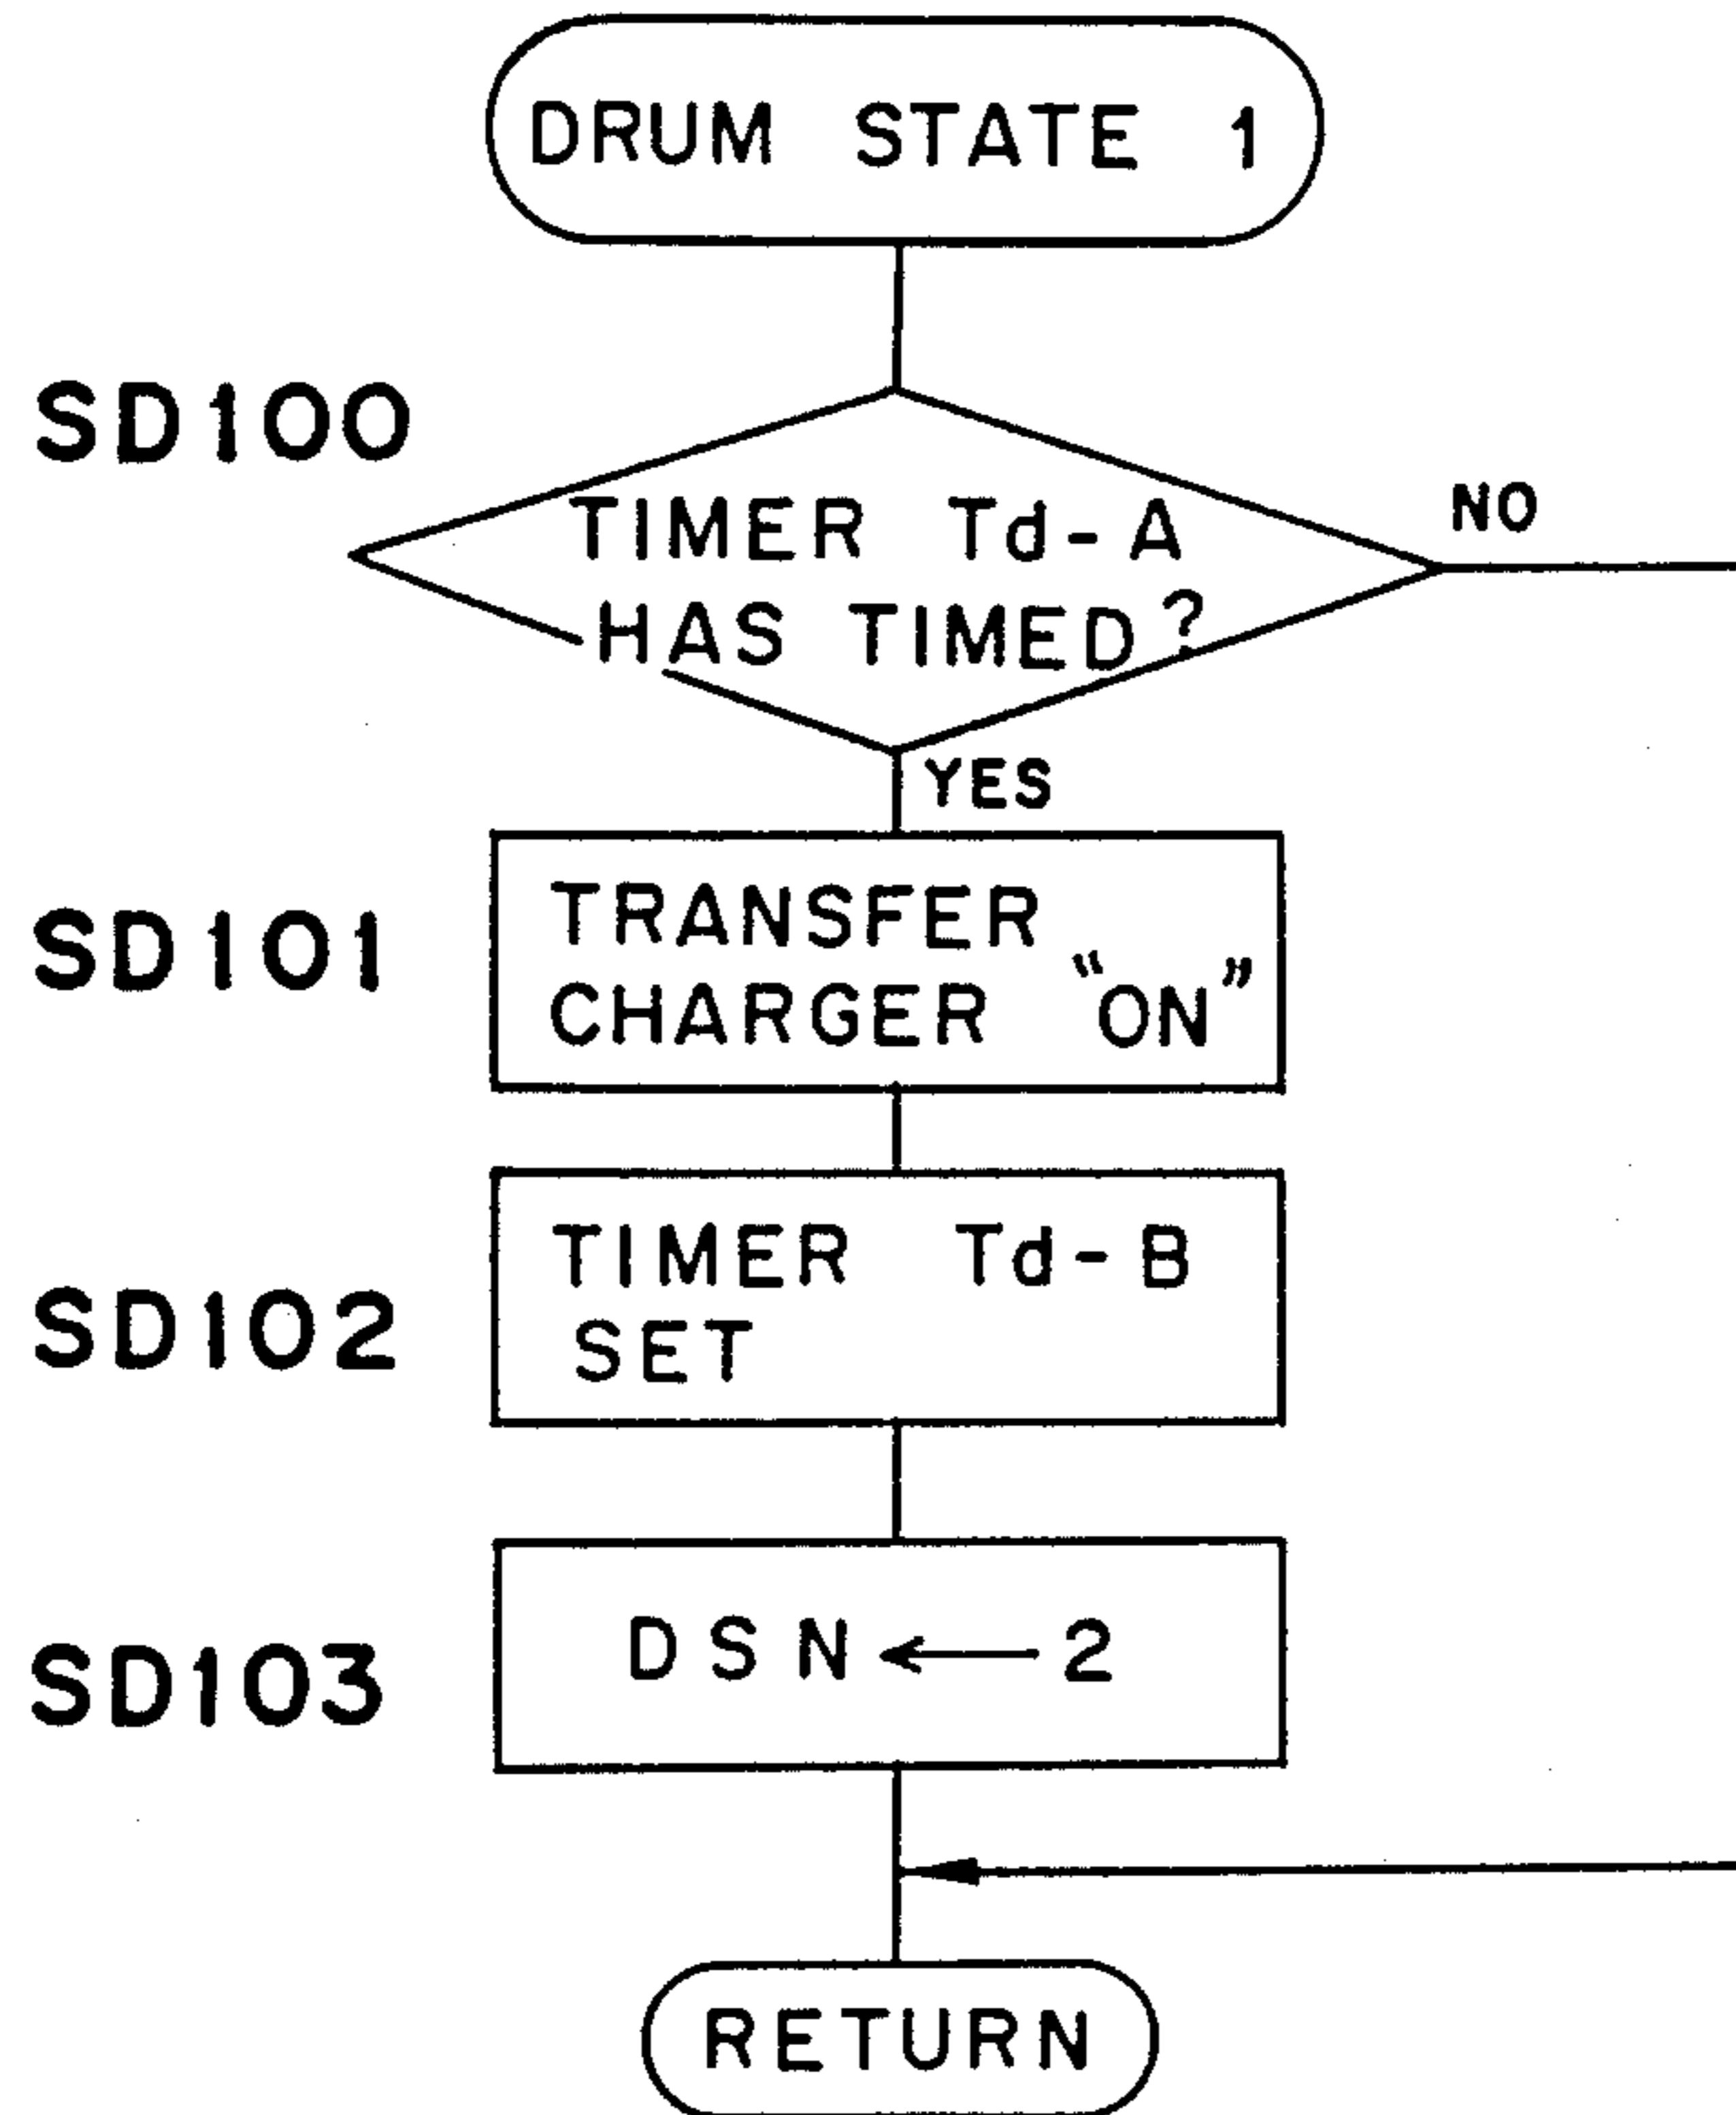 DRUM STATE 1
SD100
TIMER Td-A
HAS TIMED?
NO
YES
SD101
TRANSFER
CHARGER "ON"
SD102
TIMER Td-B
SET
SD103
DSN ← 2
RETURN